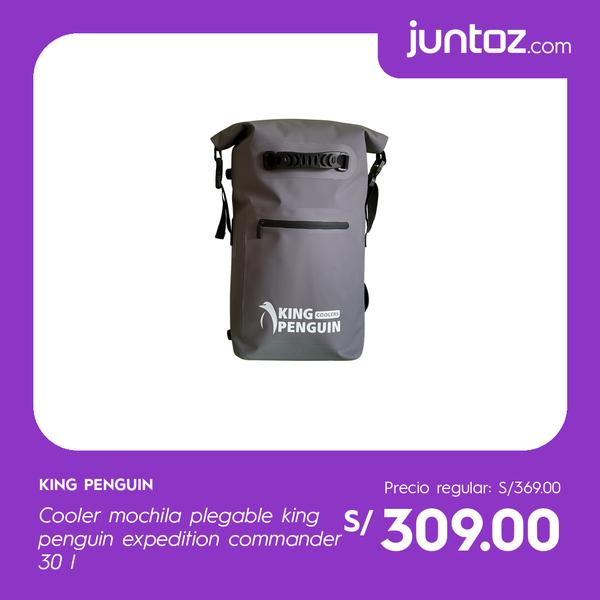 juntoz.com
KING COOLERS
PENGUIN
KING PENGUIN
Cooler mochila plegable king
penguin expedition commander
30 l
Precio regular: S/369.00
S/ 309.00